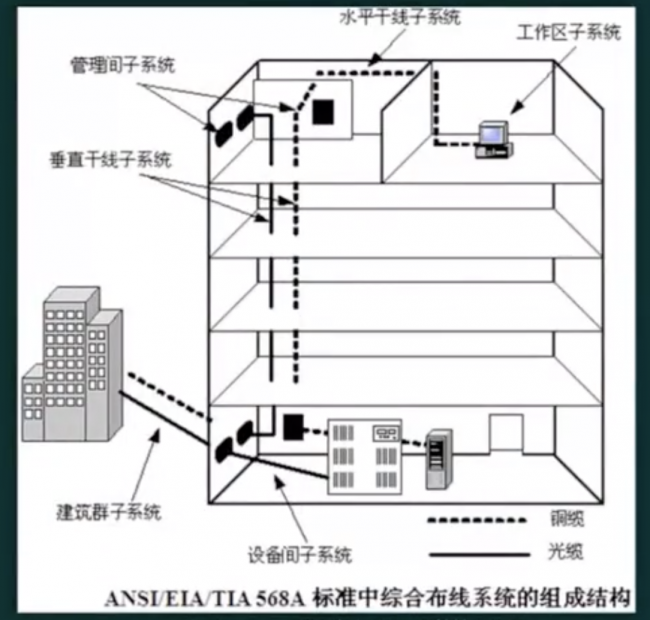 水平干线子系统
工作区子系统
管理间子系统
垂直干线子系统
建筑群子系统
设备间子系统
铜缆
光缆
ANSI/EIA/TIA 568A 标准中综合布线系统的组成结构